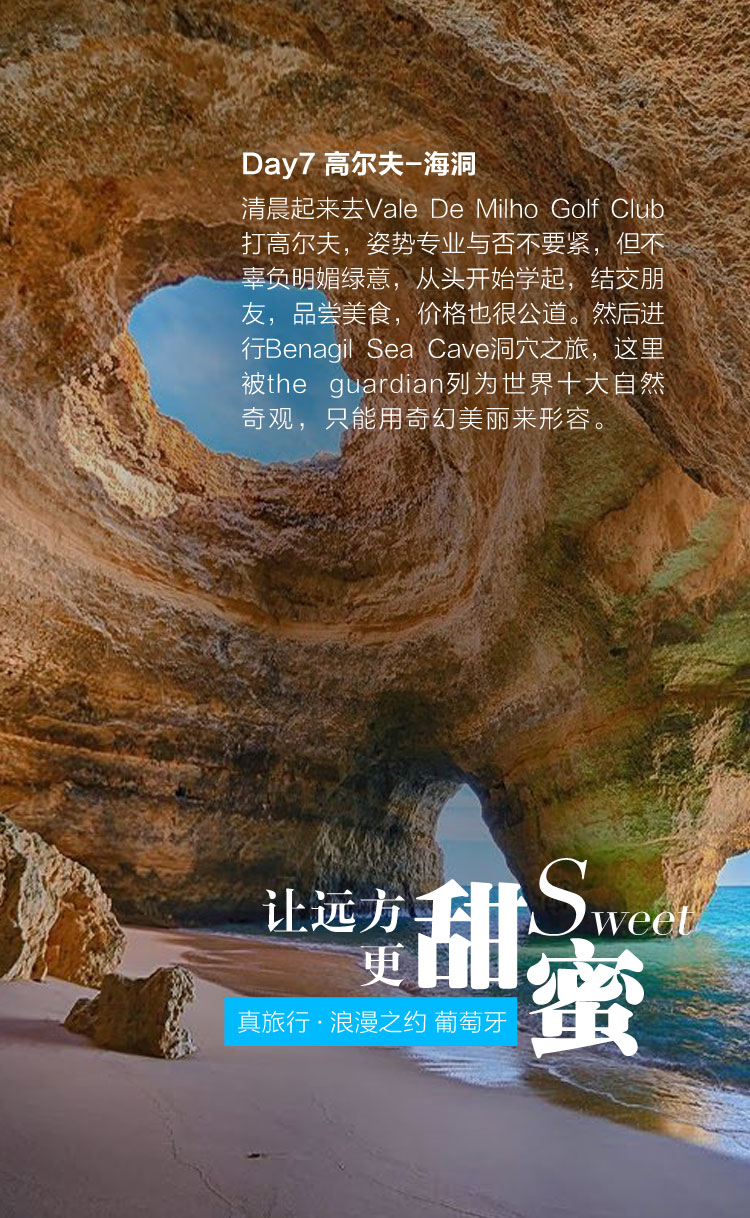 Day7 高尔夫-海洞
清晨起来去Vale De Milho Golf Club
打高尔夫，姿势专业与否不要紧，但不
辜负明媚绿意，从头开始学起，结交朋
友，品尝美食，价格也很公道。然后进
行Benagil Sea Cave洞穴之旅，这里
被the guardian列为世界十大自然
奇观，只能用奇幻美丽来形容。
让远方
更
甜蜜
Sweet
真旅行·浪漫之约 葡萄牙